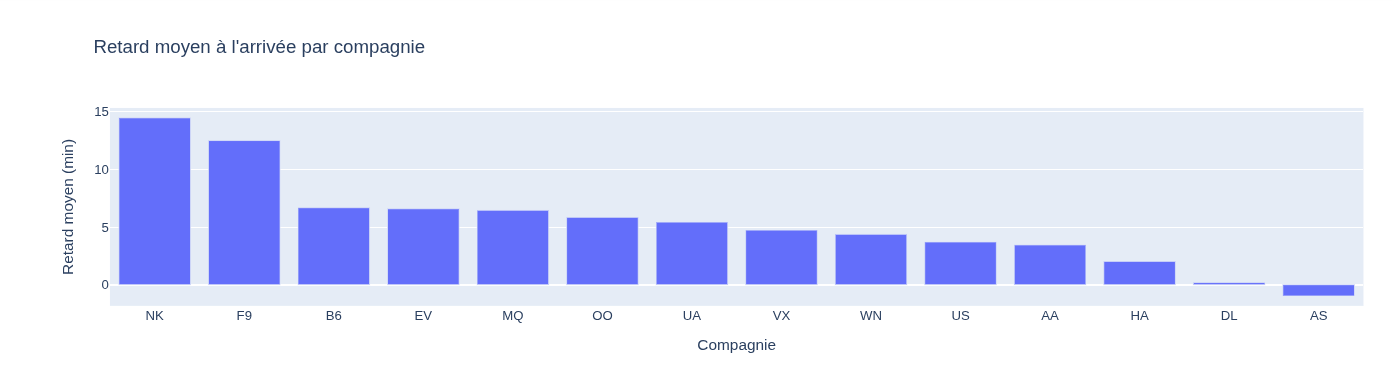 Retard moyen à l'arrivée par compagnie
Retard moyen (min)
15
10
5
0
NK F9 B6 EV MQ OO UA VX WN US AA HA DL AS
Compagnie